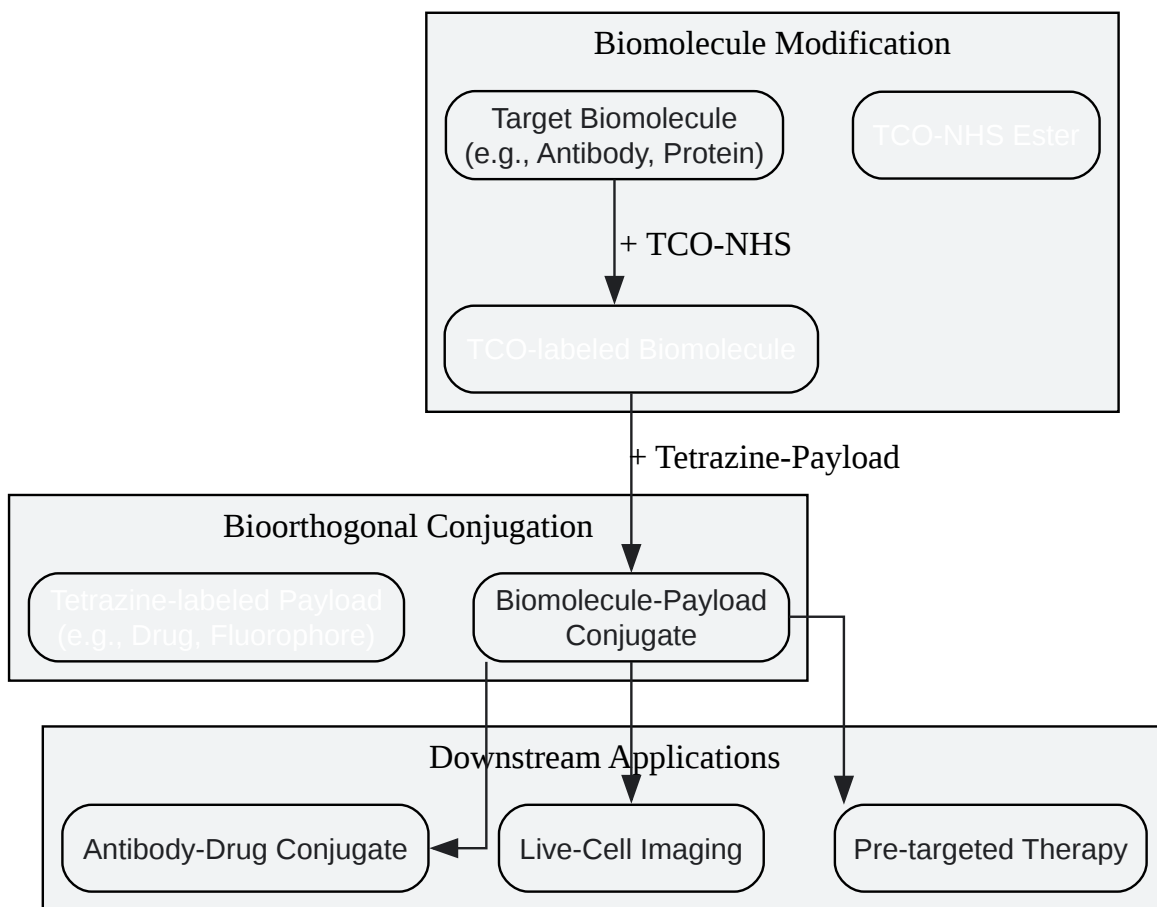 Biomolecule Modification
Target Biomolecule
(e.g., Antibody, Protein)
TCO-NHS Ester
+ TCO-NHS
TCO-labeled Biomolecule
+ Tetrazine-Payload
Bioorthogonal Conjugation
Tetrazine-labeled Payload
(e.g., Drug, Fluorophore)
Biomolecule-Payload
Conjugate
Downstream Applications
Antibody-Drug Conjugate
Live-Cell Imaging
Pre-targeted Therapy